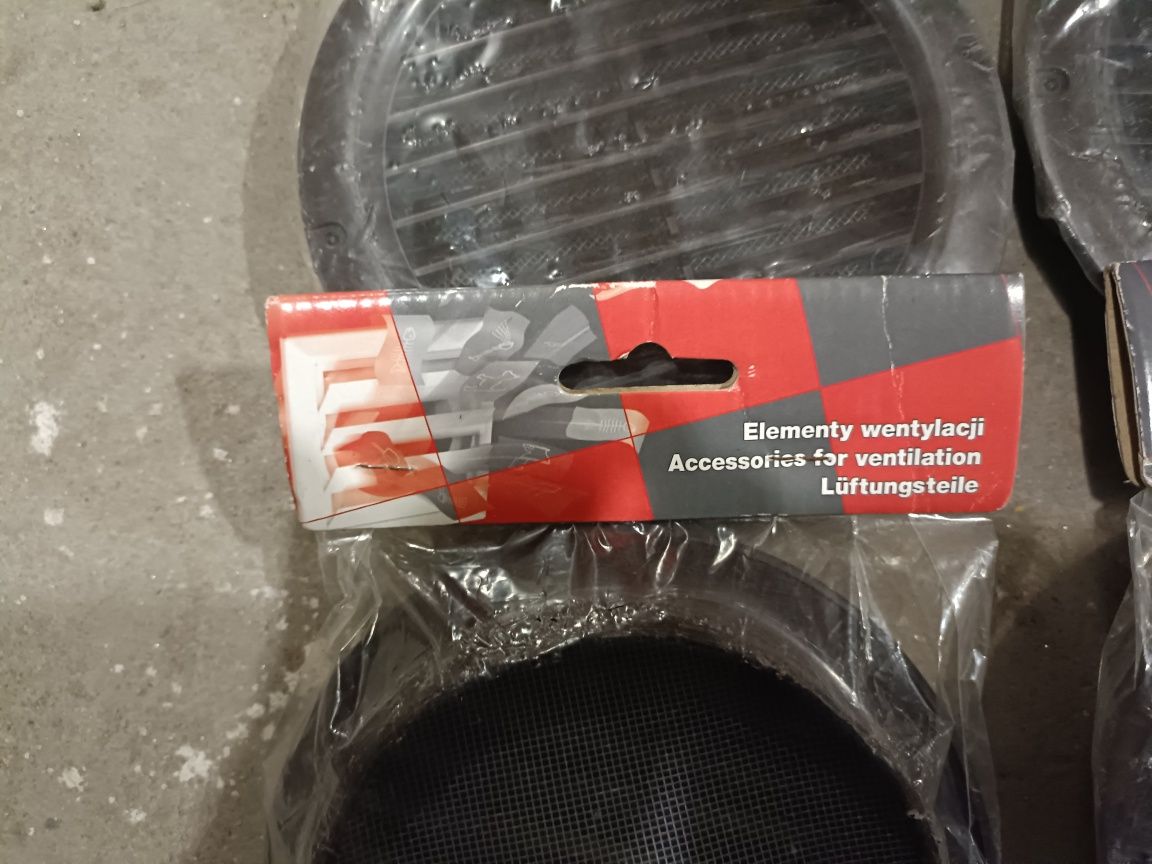 Elementy wentylacji
Accessories for ventilation
Lüftungsteile